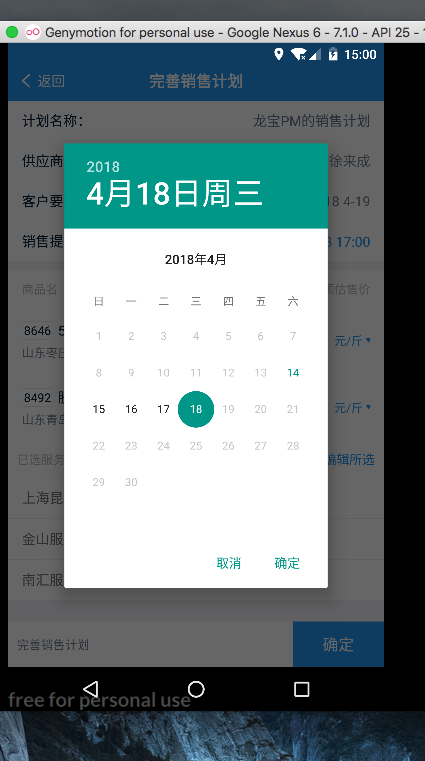 Genymotion for personal use - Google Nexus 6 - 7.1.0 - API 25 - 1
15:00
返回 完善销售计划
计划名称: 龙宝PM的销售计划
供应商 徐来成
客户要 18 4-19
销售提 17:00
2018
4月18日周三
2018年4月
日 一 二 三 四 五 六
1 2 3 4 5 6 7
8 9 10 11 12 13 14
15 16 17 18 19 20 21
22 23 24 25 26 27 28
29 30
取消 确定
商品名 预估售价
8646 5 元/斤
山东枣庄
8492 元/斤
山东青岛
已选服务 编辑所选
上海昆
金山服
南汇服
完善销售计划 确定
free for personal use